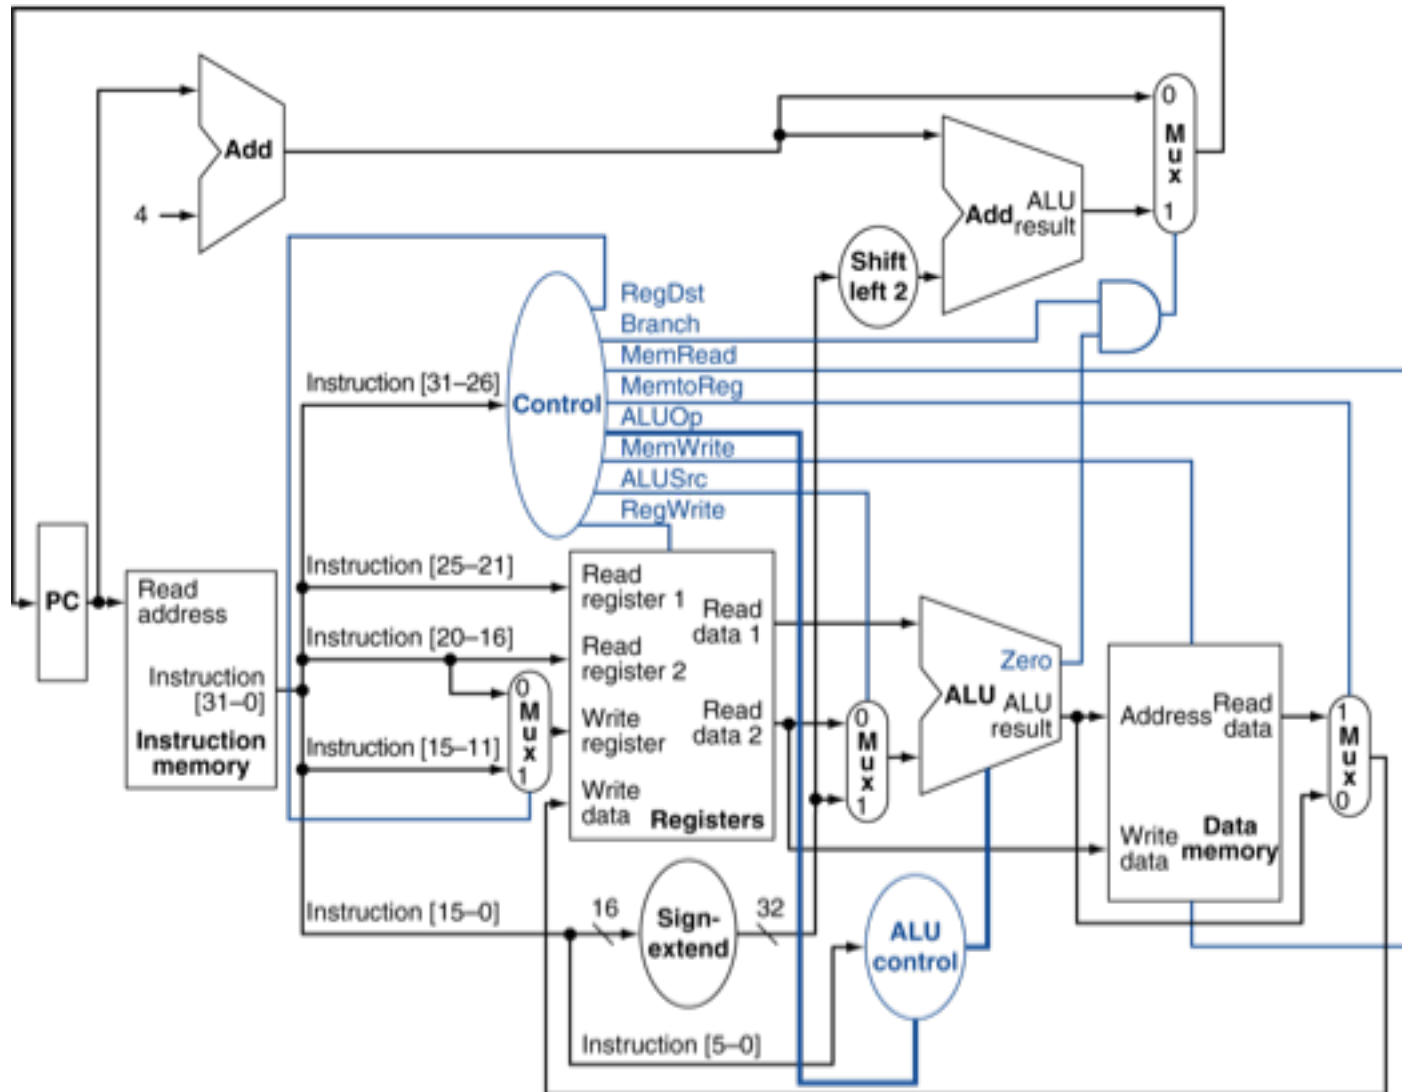 0
M
u
x
1
Add
4
Add ALU
result
Shift
left 2
RegDst
Branch
MemRead
MemtoReg
ALUOp
MemWrite
ALUSrc
RegWrite
Instruction [31–26]
Control
PC
Read
address
Instruction
[31–0]
Instruction
memory
Instruction [25–21]
Instruction [20–16]
Instruction [15–11]
0
M
u
x
1
Read
register 1
Read
register 2
Write
register
Write
data
Read
data 1
Read
data 2
Registers
0
M
u
x
1
Zero
ALU ALU
result
Address
Read
data
Write
data
Data
memory
1
M
u
x
0
Instruction [15–0]
16
Sign-
extend
32
ALU
control
Instruction [5–0]